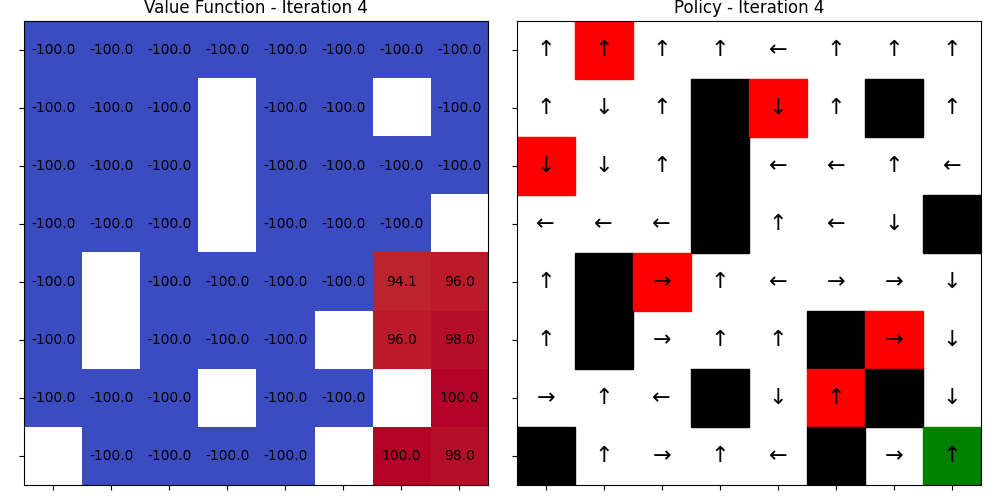 Value Function - Iteration 4
-100.0 -100.0 -100.0 -100.0 -100.0 -100.0 -100.0 -100.0
-100.0 -100.0 -100.0 -100.0 -100.0 -100.0
-100.0 -100.0 -100.0 -100.0 -100.0 -100.0 -100.0
-100.0 -100.0 -100.0 -100.0 -100.0 -100.0
-100.0 -100.0 -100.0 -100.0 -100.0 94.1 96.0
-100.0 -100.0 -100.0 -100.0 96.0 98.0
-100.0 -100.0 -100.0 -100.0 -100.0 100.0
-100.0 -100.0 -100.0 -100.0 100.0 98.0
Policy - Iteration 4
↑ ↑ ↑ ↑ ← ↑ ↑ ↑
↑ ↓ ↑ ↓ ↑ ↑
↓ ↓ ↑ ← ← ↑ ←
← ← ← ↑ ← ↓
↑ → ↑ ← → → ↓
↑ → ↑ ↑ → ↓
→ ↑ ← ↓ ↑ ↓
↑ → ↑ ← → ↑